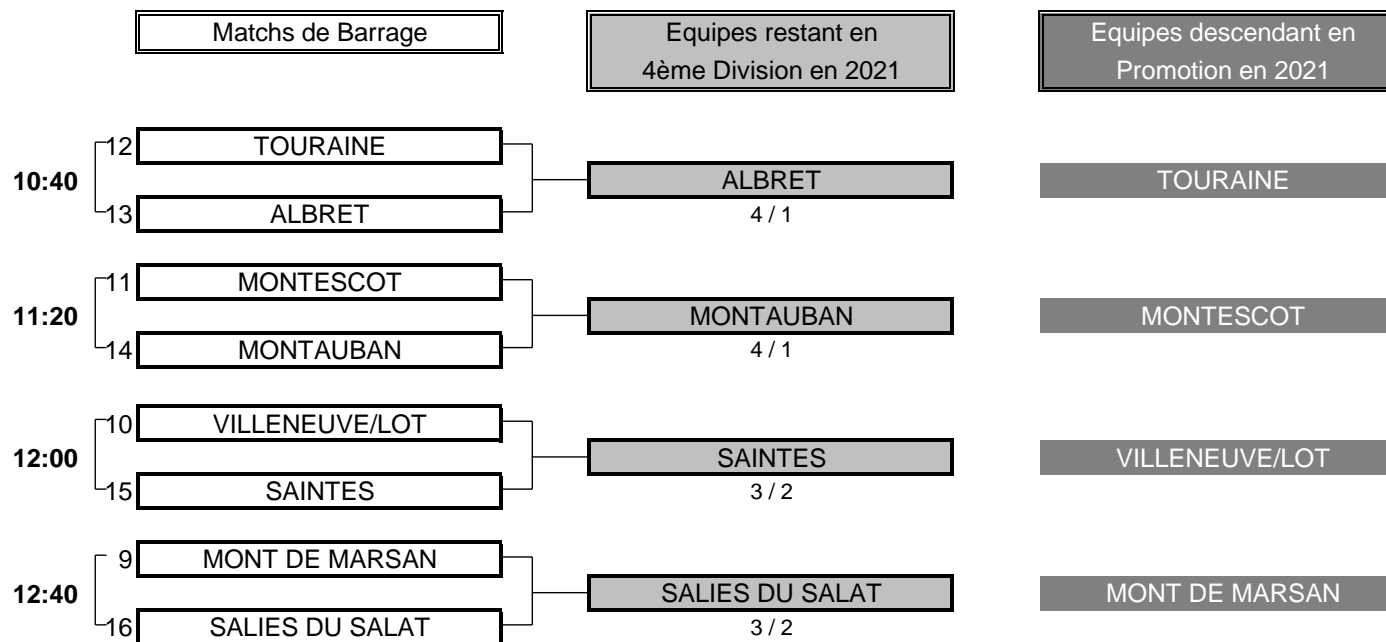 Matchs de Barrage
Equipes restant en
4ème Division en 2021
Equipes descendant en
Promotion en 2021
12 TOURAINE
10:40 ALBRET TOURAINE
13 ALBRET 4 / 1
11 MONTESCOT
11:20 MONTAUBAN MONTESCOT
14 MONTAUBAN 4 / 1
10 VILLENEUVE/LOT
12:00 SAINTES VILLENEUVE/LOT
15 SAINTES 3 / 2
9 MONT DE MARSAN
12:40 SALIES DU SALAT MONT DE MARSAN
16 SALIES DU SALAT 3 / 2